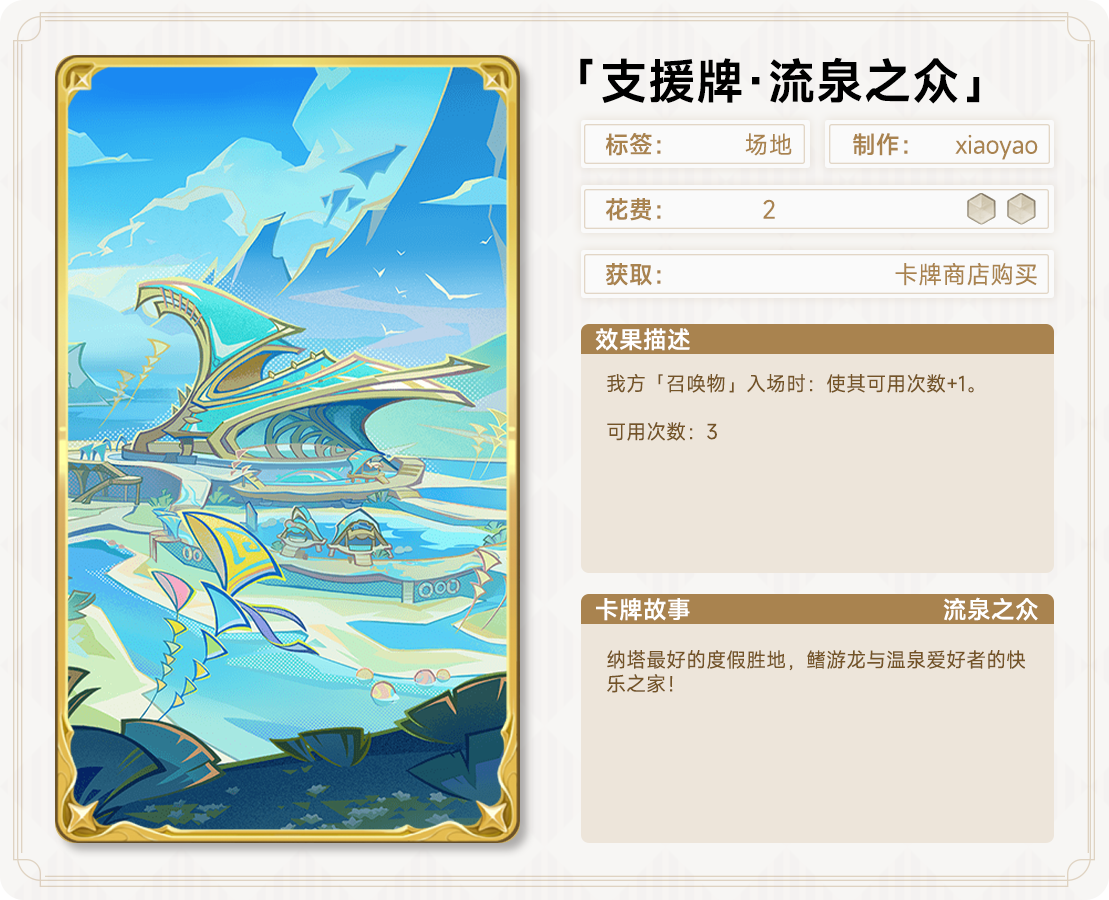 「支援牌·流泉之众」
标签： 场地 制作： xiaoyao
花费： 2
获取： 卡牌商店购买
效果描述
我方「召唤物」入场时：使其可用次数+1。
可用次数：3
卡牌故事 流泉之众
纳塔最好的度假胜地，鳍游龙与温泉爱好者的快
乐之家！